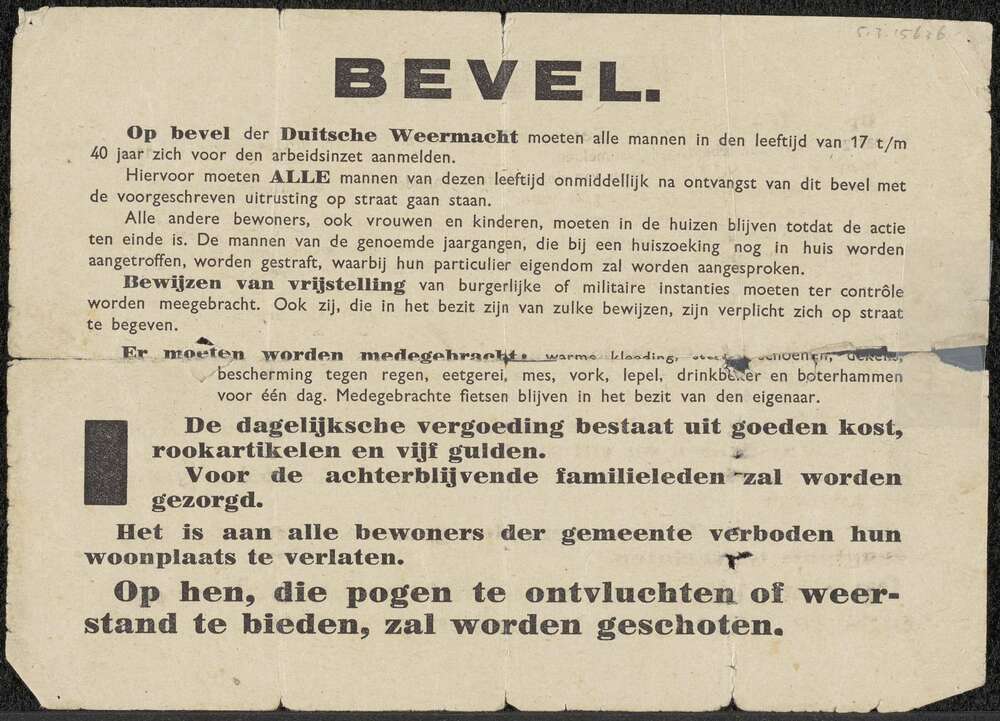 BEVEL.
Op bevel der Duitsche Weermacht moeten alle mannen in den leeftijd van 17 t/m
40 jaar zich voor den arbeidsinzet aanmelden.
Hiervoor moeten ALLE mannen van dezen leeftijd onmiddellijk na ontvangst van dit bevel met
de voorgeschreven uitrusting op straat gaan staan.
Alle andere bewoners, ook vrouwen en kinderen, moeten in de huizen blijven totdat de actie
ten einde is. De mannen van de genoemde jaargangen, die bij een huiszoeking nog in huis worden
aangetroffen, worden gestraft, waarbij hun particulier eigendom zal worden aangesproken.
Bewijzen van vrijstelling van burgerlijke of militaire instanties moeten ter contrôle
worden meegebracht. Ook zij, die in het bezit zijn van zulke bewijzen, zijn verplicht zich op straat
te begeven.
Er moeten worden medegebracht: warme kleeding, schoenen, dekens,
bescherming tegen regen, eetgerei, mes, vork, lepel, drinkbeker en boterhammen
voor één dag. Medegebrachte fietsen blijven in het bezit van den eigenaar.
De dagelijksche vergoeding bestaat uit goeden kost,
rookartikelen en vijf gulden.
Voor de achterblijvende familieleden zal worden
gezorgd.
Het is aan alle bewoners der gemeente verboden hun
woonplaats te verlaten.
Op hen, die pogen te ontvluchten of weer-
stand te bieden, zal worden geschoten.